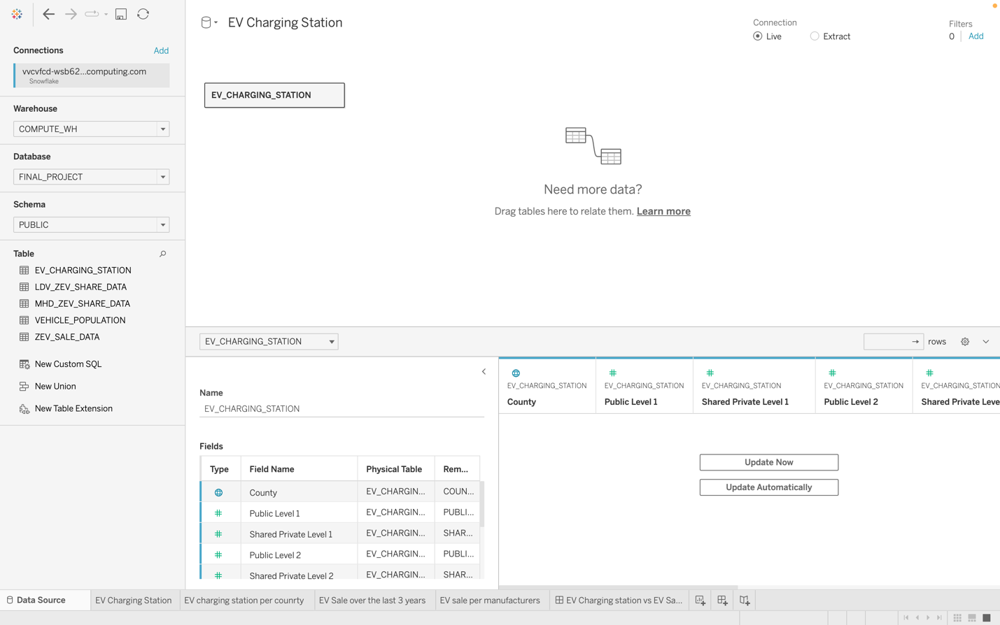 EV Charging Station
Connection
Live
Extract
Filters
0
Add
Connections
Add
vvcvfcd-wsb62...computing.com
Snowflake
Warehouse
COMPUTE_WH
Database
FINAL_PROJECT
Schema
PUBLIC
Table
EV_CHARGING_STATION
LDV_ZEV_SHARE_DATA
MHD_ZEV_SHARE_DATA
VEHICLE_POPULATION
ZEV_SALE_DATA
New Custom SQL
New Union
New Table Extension
EV_CHARGING_STATION
Need more data?
Drag tables here to relate them. Learn more
EV_CHARGING_STATION
rows
Name
EV_CHARGING_STATION
Fields
Type Field Name Physical Table Rem...
County EV_CHARGIN... COUN...
Public Level 1 EV_CHARGIN... PUBLI...
Shared Private Level 1 EV_CHARGIN... SHAR...
Public Level 2 EV_CHARGIN... PUBLI...
Shared Private Level 2 EV_CHARGIN... SHAR...
EV_CHARGING_STATION EV_CHARGING_STATION EV_CHARGING_STATION EV_CHARGING_STATION EV_CHARGING_STATION
County Public Level 1 Shared Private Level 1 Public Level 2 Shared Private Leve
Update Now
Update Automatically
Data Source EV Charging Station EV charging station per counrty EV Sale over the last 3 years EV sale per manufacturers EV Charging station vs EV Sa...